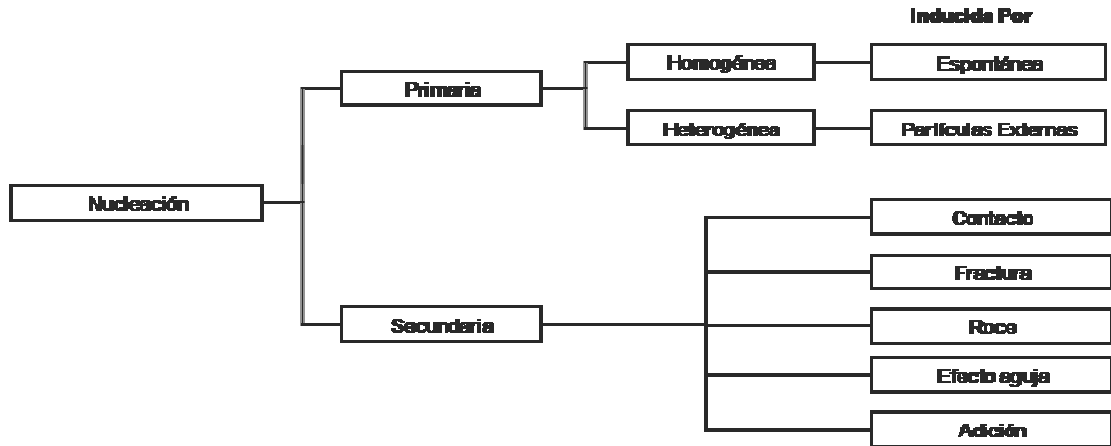 Inducida Por
Homogénea
Espontánea
Primaria
Heterogénea
Partículas Externas
Nucleación
Contacto
Fractura
Secundaria
Roce
Efecto aguja
Adición